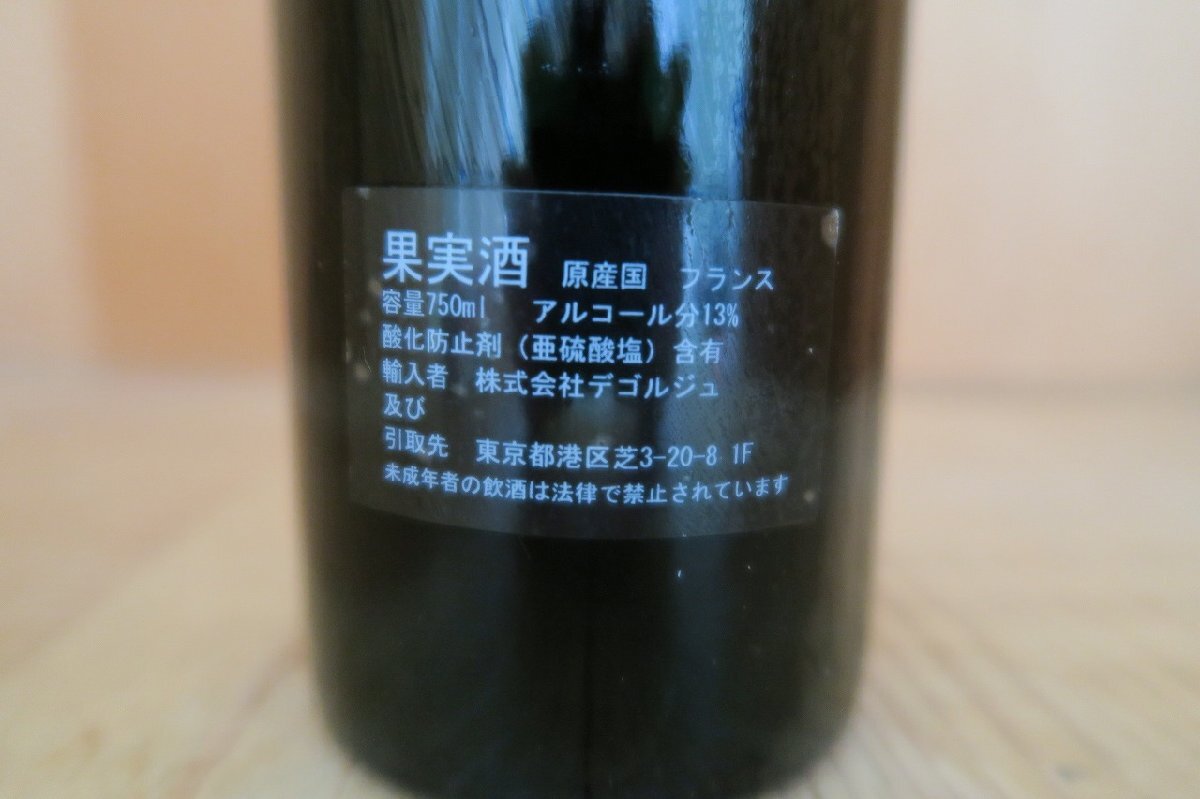 果実酒 原産国 フランス
容量750ml アルコール分13%
酸化防止剤（亜硫酸塩）含有
輸入者 株式会社デゴルジュ
及び
引取先 東京都港区芝3-20-8 1F
未成年者の飲酒は法律で禁止されています